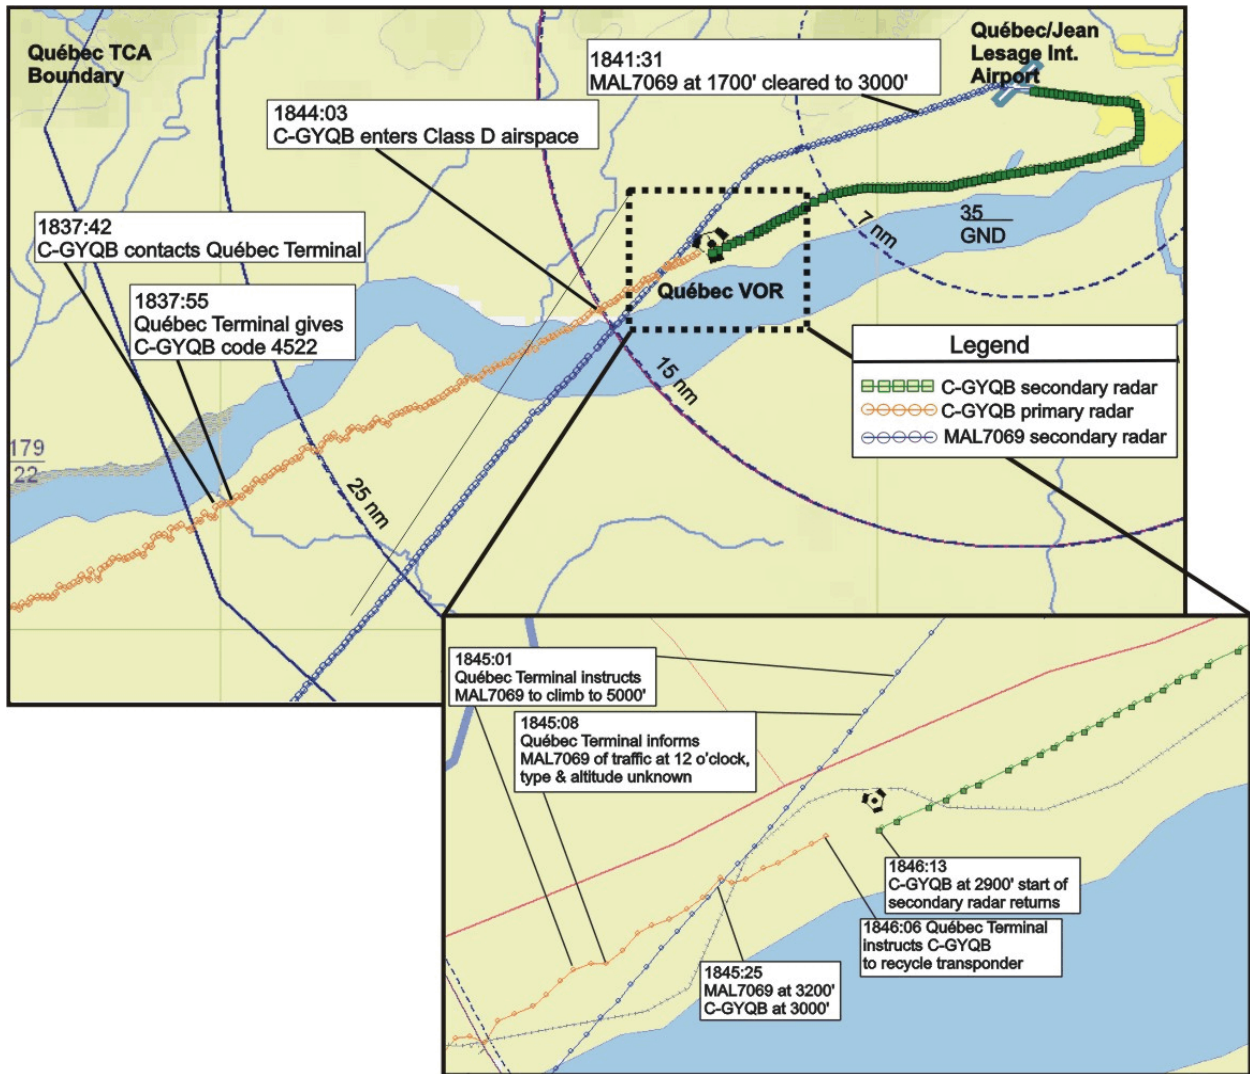 Québec TCA
Boundary
1841:31
MAL7069 at 1700' cleared to 3000'
Québec/Jean
Lesage Int.
Airport
1844:03
C-GYQB enters Class D airspace
1837:42
C-GYQB contacts Québec Terminal
1837:55
Québec Terminal gives
C-GYQB code 4522
35
GND
7 nm
Québec VOR
15 nm
25 nm
179
22
Legend
C-GYQB secondary radar
C-GYQB primary radar
MAL7069 secondary radar
1845:01
Québec Terminal instructs
MAL7069 to climb to 5000'
1845:08
Québec Terminal informs
MAL7069 of traffic at 12 o'clock,
type & altitude unknown
1846:13
C-GYQB at 2900' start of
secondary radar returns
1846:06 Québec Terminal
instructs C-GYQB
to recycle transponder
1845:25
MAL7069 at 3200'
C-GYQB at 3000'